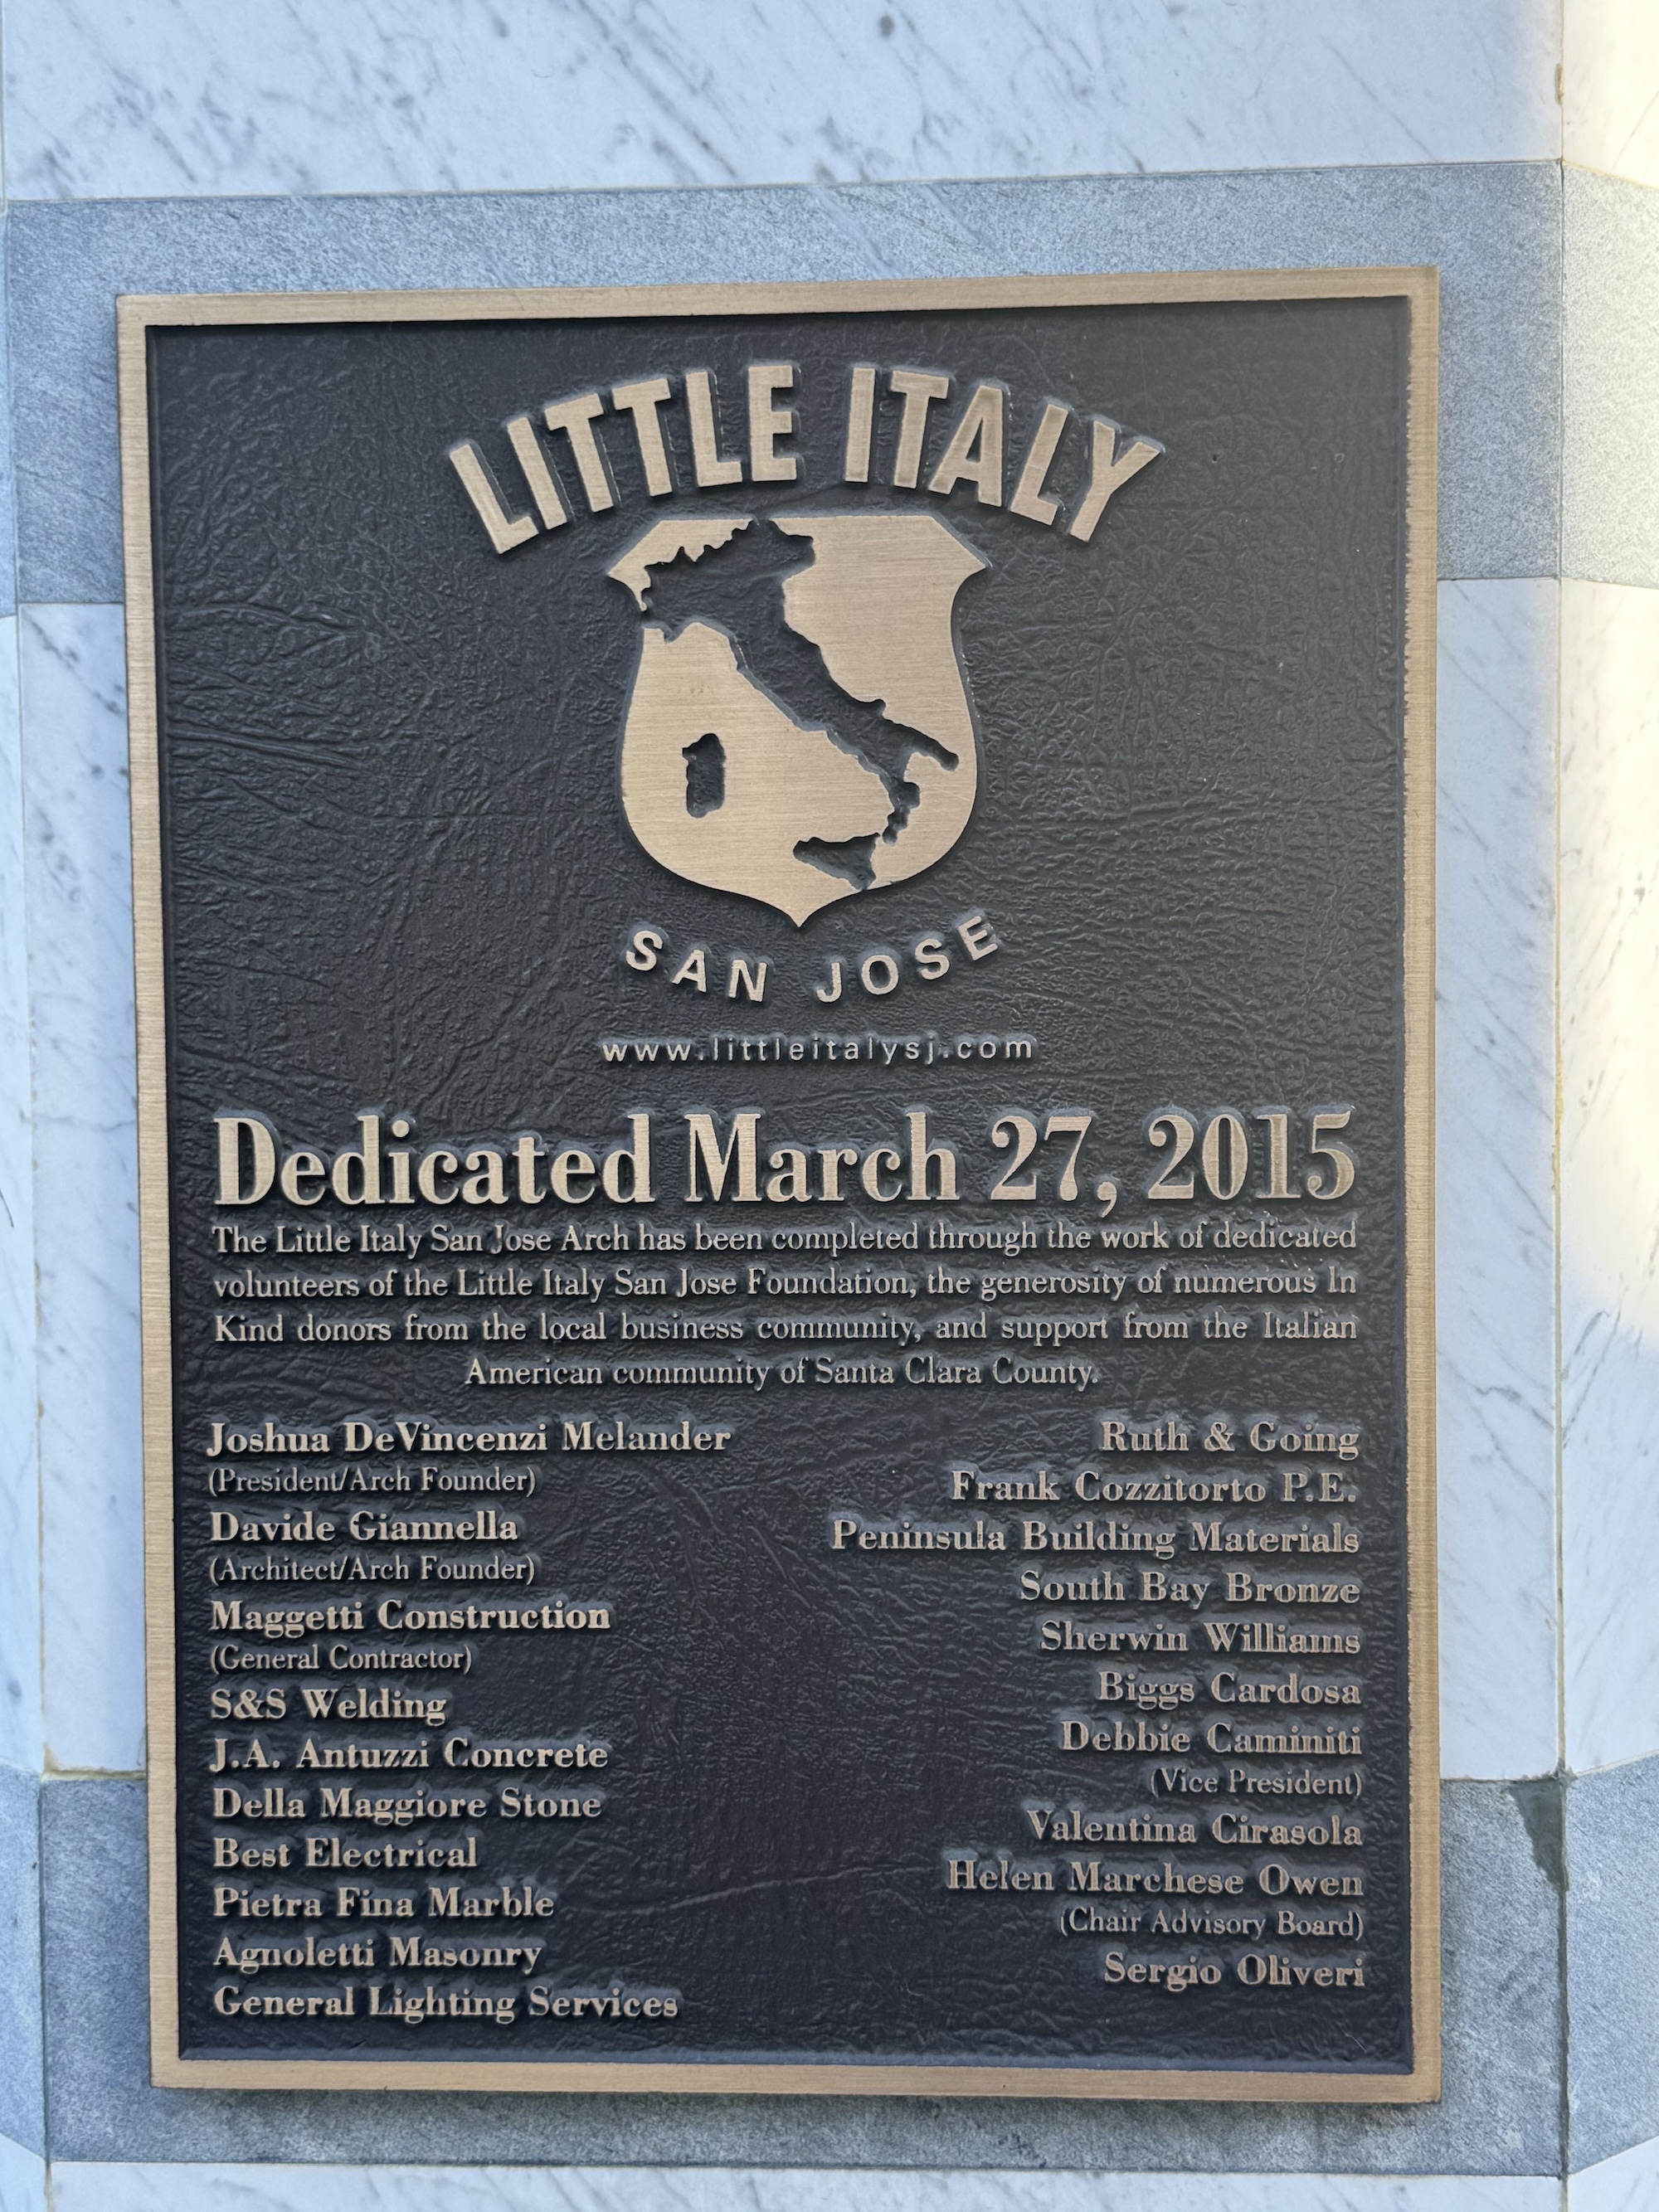 LITTLE ITALY
SAN JOSE
www.littleitalysj.com
Dedicated March 27, 2015
The Little Italy San Jose Arch has been completed through the work of dedicated
volunteers of the Little Italy San Jose Foundation, the generosity of numerous In
Kind donors from the local business community, and support from the Italian
American community of Santa Clara County.
Joshua DeVincenzi Melander
(President/Arch Founder)
Davide Giannella
(Architect/Arch Founder)
Maggetti Construction
(General Contractor)
S&S Welding
J.A. Antuzzi Concrete
Della Maggiore Stone
Best Electrical
Pietra Fina Marble
Agnoletti Masonry
General Lighting Services
Ruth & Going
Frank Cozzitorto P.E.
Peninsula Building Materials
South Bay Bronze
Sherwin Williams
Biggs Cardosa
Debbie Caminiti
(Vice President)
Valentina Cirasola
Helen Marchese Owen
(Chair Advisory Board)
Sergio Oliveri